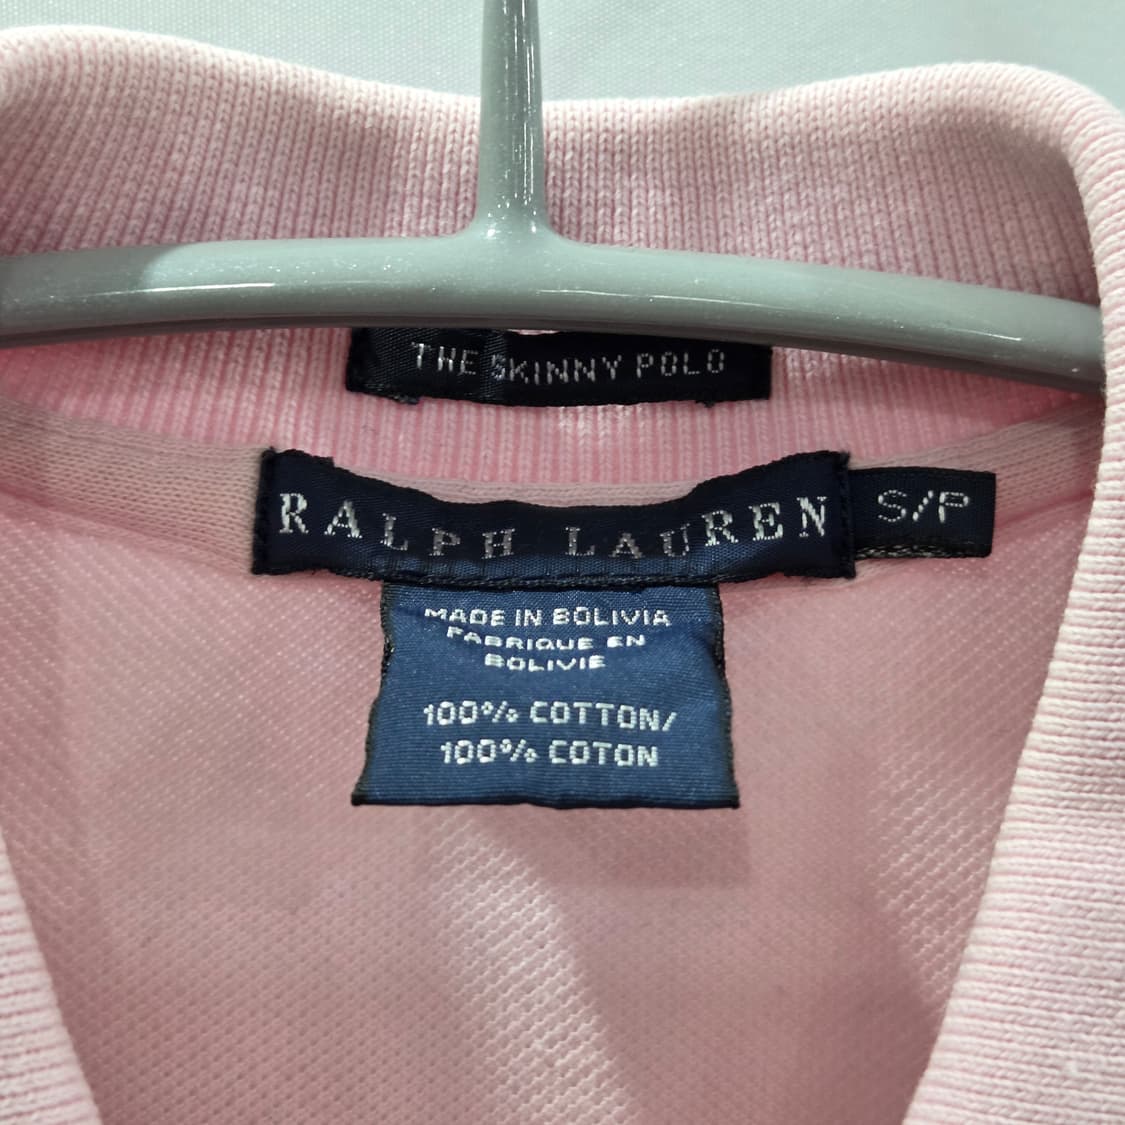 THE SKINNY POLO
RALPH LAUREN
S/P
MADE IN BOLIVIA
FABRIQUE EN
BOLIVIE
100% COTTON/
100% COTON